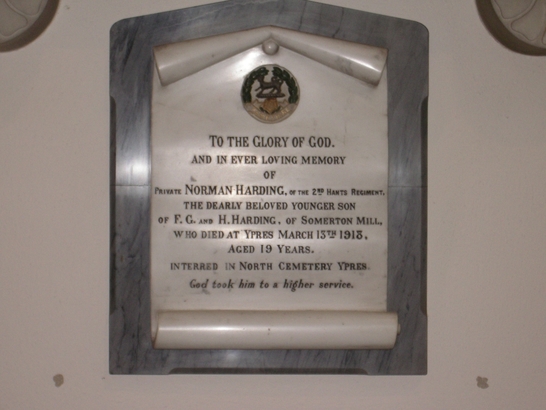 TO THE GLORY OF GOD.
AND IN EVER LOVING MEMORY
OF
PRIVATE NORMAN HARDING, OF THE 2ND HANTS REGIMENT,
THE DEARLY BELOVED YOUNGER SON
OF F. G. AND H. HARDING, OF SOMERTON MILL,
WHO DIED AT YPRES MARCH 13TH 1915,
AGED 19 YEARS.
INTERRED IN NORTH CEMETERY YPRES.
God took him to a higher service.